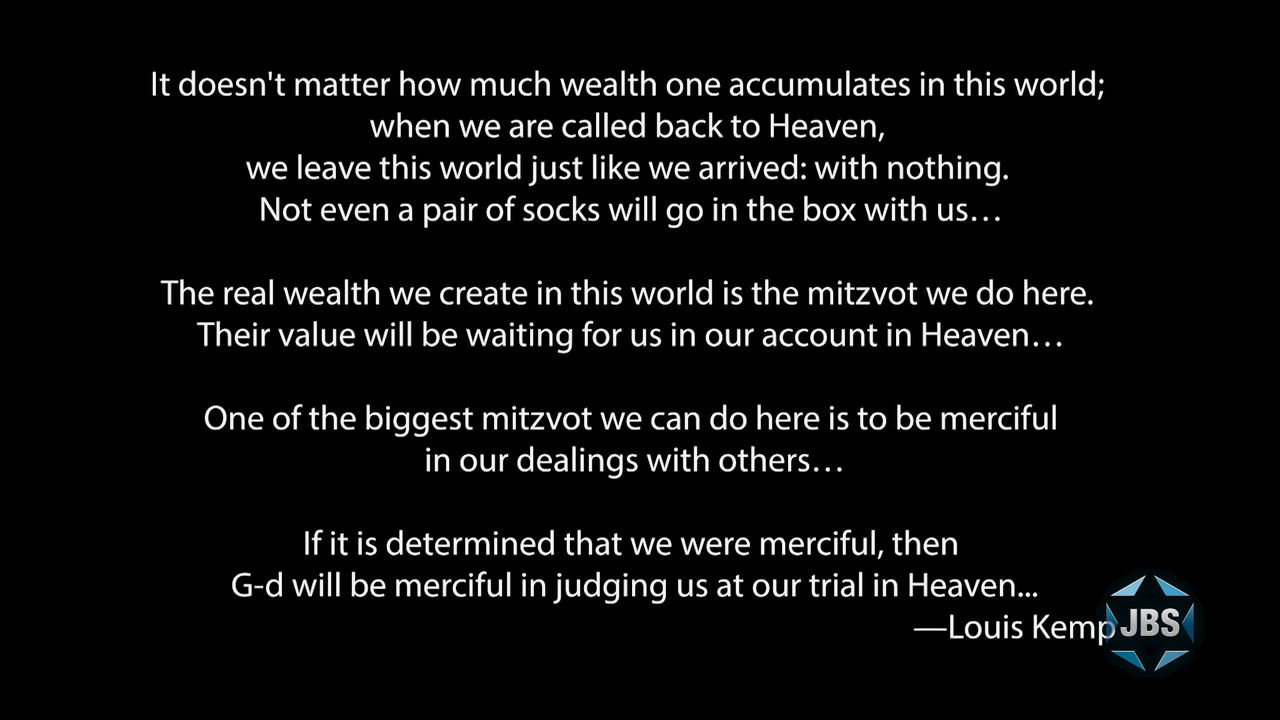 It doesn't matter how much wealth one accumulates in this world;
when we are called back to Heaven,
we leave this world just like we arrived: with nothing.
Not even a pair of socks will go in the box with us…
The real wealth we create in this world is the mitzvot we do here.
Their value will be waiting for us in our account in Heaven…
One of the biggest mitzvot we can do here is to be merciful
in our dealings with others…
If it is determined that we were merciful, then
G-d will be merciful in judging us at our trial in Heaven...
—Louis Kemp
JBS